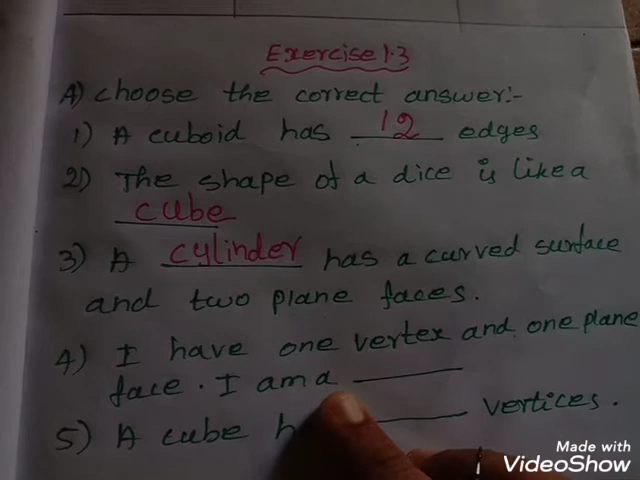 Exercise 1.3
A) choose the correct answer:-
1) A cuboid has 12 edges
2) The shape of a dice is like a
cube
3) A cylinder has a curved surface
and two plane faces.
4) I have one vertex and one plane
face. I am a ______
5) A cube h ______ vertices.
Made with
VideoShow